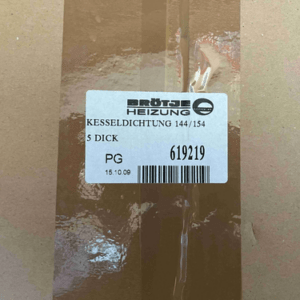 BRÖTJE
HEIZUNG
KESSELDICHTUNG 144/154
5 DICK
PG 619219
15.10.09